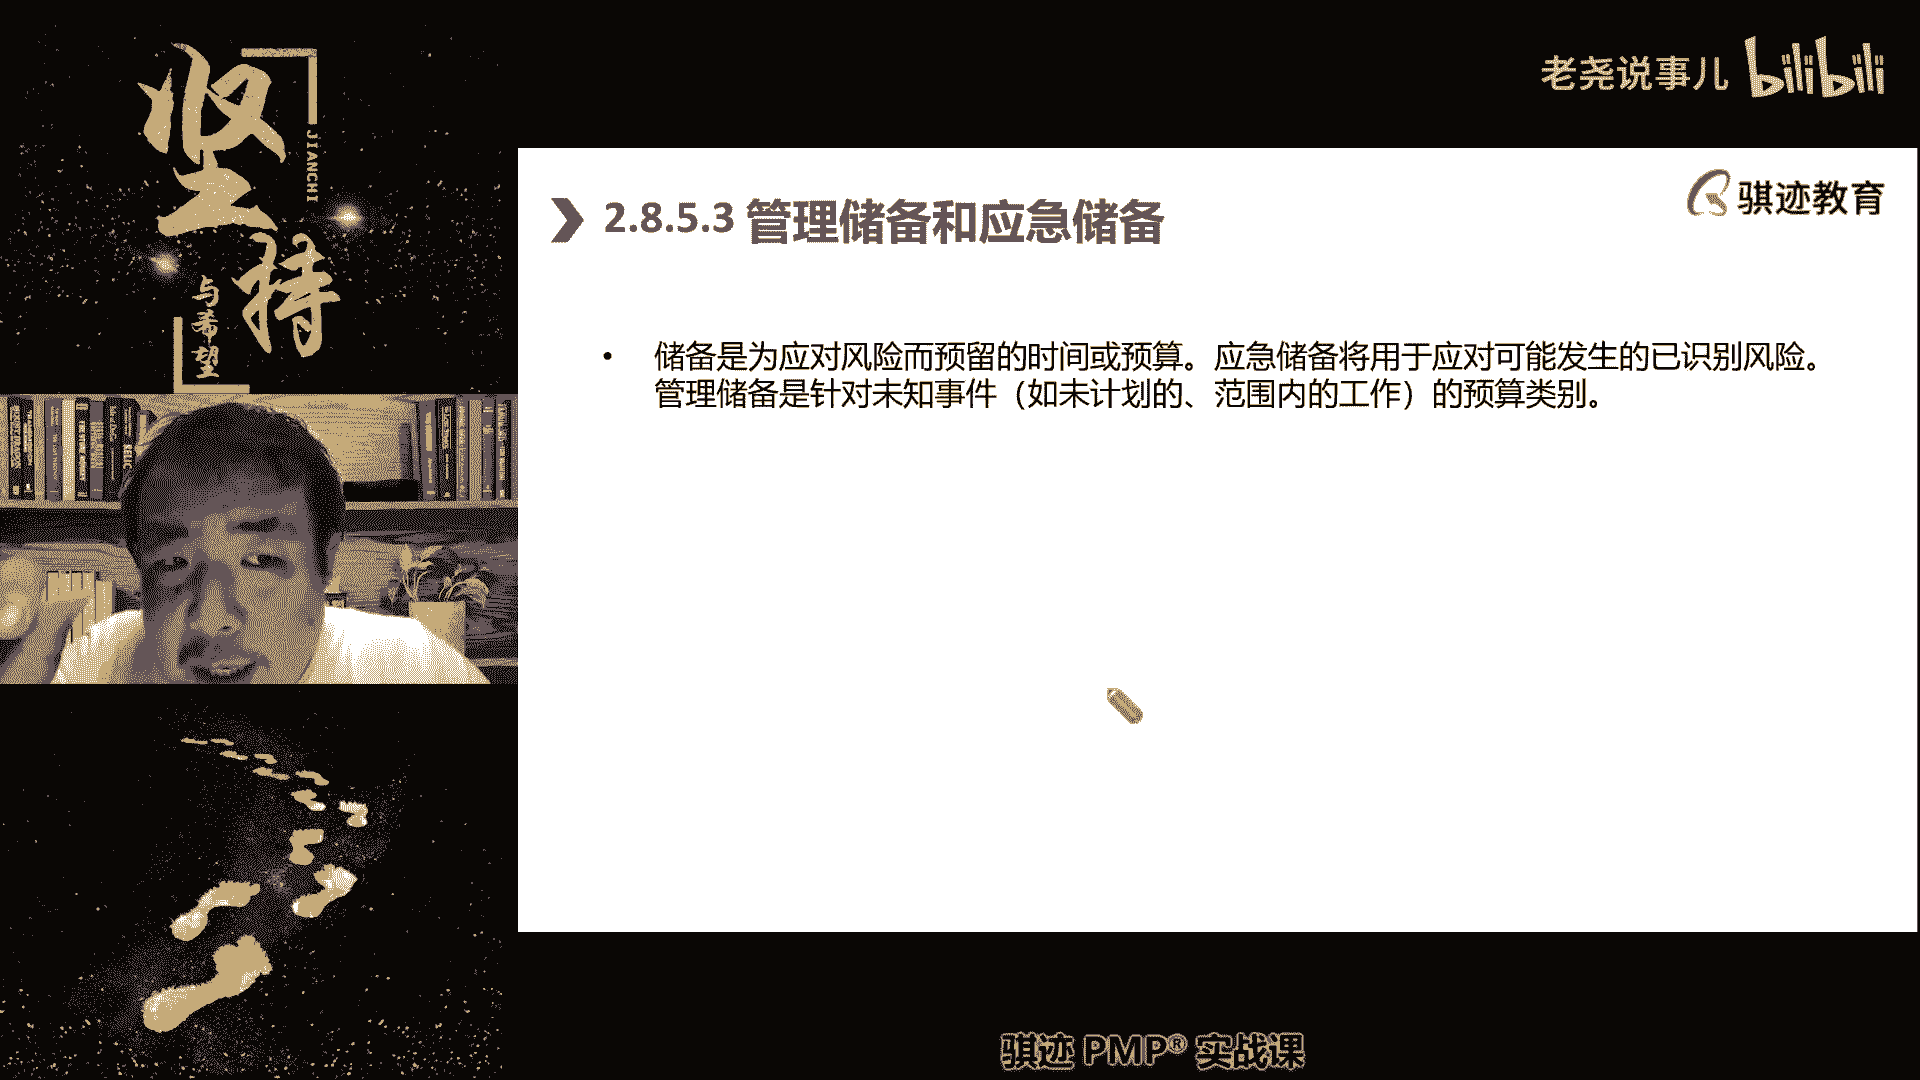 坚持
JIANCHI
与希望
老尧说事儿 bilibili
骐迹教育
2.8.5.3 管理储备和应急储备
• 储备是为应对风险而预留的时间或预算。应急储备将用于应对可能发生的已识别风险。
管理储备是针对未知事件（如未计划的、范围内的工作）的预算类别。
骐迹 PMP® 实战课